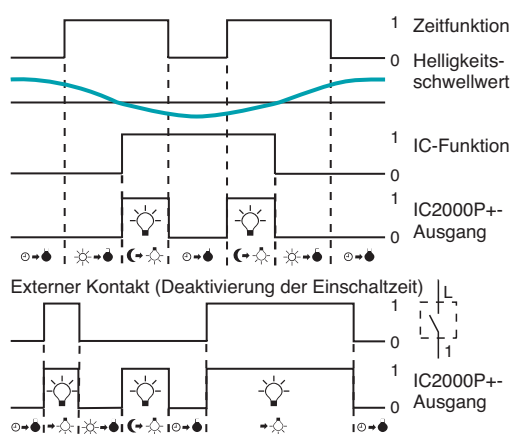 1 Zeitfunktion
0 Helligkeits-
schwellwert
1
IC-Funktion
0
1
IC2000P+-
Ausgang
0
Externer Kontakt (Deaktivierung der Einschaltzeit)
1 L
0
1
1
IC2000P+-
Ausgang
0